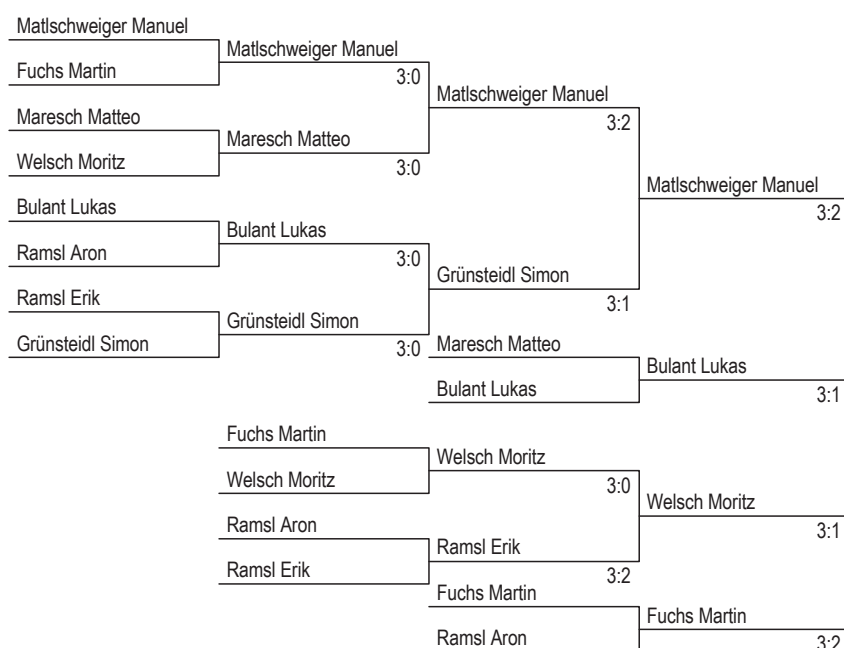 Matlschweiger Manuel
Matlschweiger Manuel
Fuchs Martin
3:0
Matlschweiger Manuel
Maresch Matteo
3:2
Maresch Matteo
Welsch Moritz
3:0
Matlschweiger Manuel
Bulant Lukas
3:2
Bulant Lukas
Ramsl Aron
3:0
Grünsteidl Simon
Ramsl Erik
3:1
Grünsteidl Simon
Grünsteidl Simon
3:0
Maresch Matteo
Bulant Lukas
Bulant Lukas
3:1
Fuchs Martin
Welsch Moritz
Welsch Moritz
3:0
Welsch Moritz
Ramsl Aron
3:1
Ramsl Erik
Ramsl Erik
3:2
Fuchs Martin
Fuchs Martin
Ramsl Aron
3:2